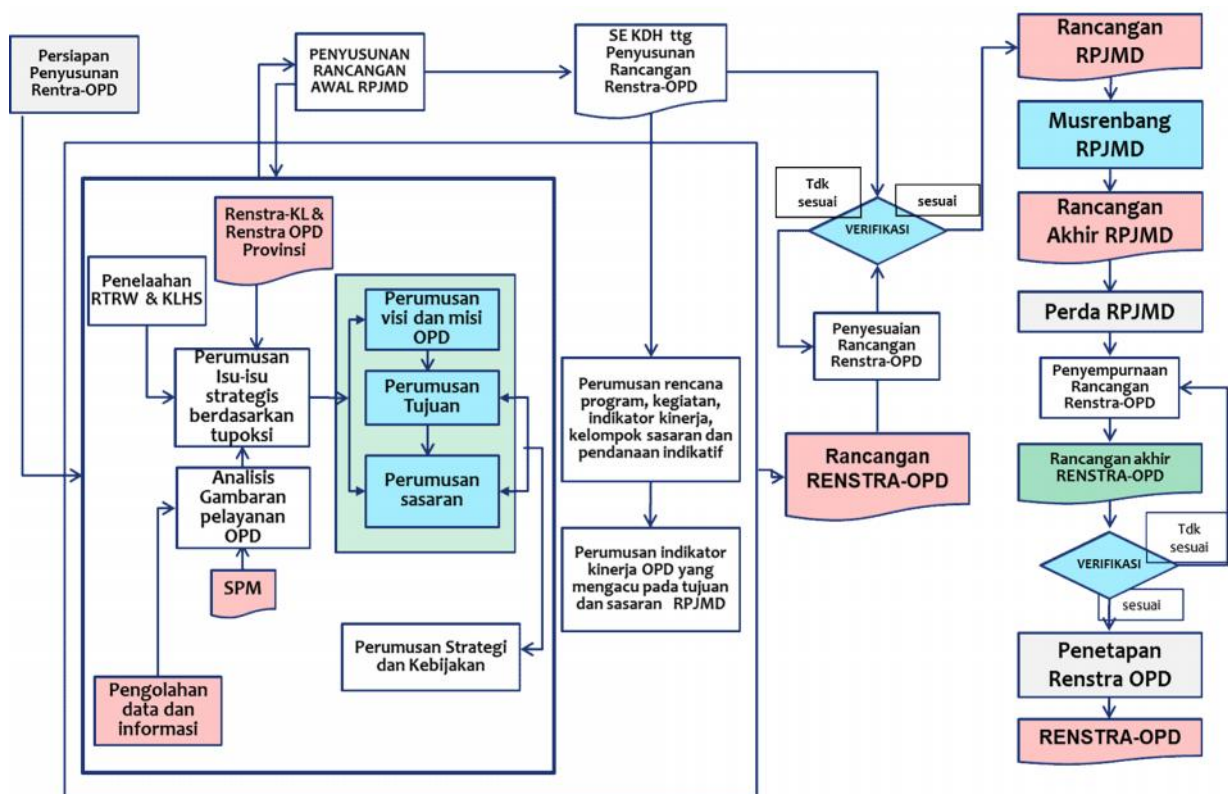 Persiapan
Penyusunan
Rentra-OPD
PENYUSUNAN
RANCANGAN
AWAL RPJMD
SE KDH ttg
Penyusunan
Rancangan
Renstra-OPD
Rancangan
RPJMD
Musrenbang
RPJMD
Rancangan
Akhir RPJMD
Perda RPJMD
Penyempurnaan
Rancangan
Renstra-OPD
Rancangan akhir
RENSTRA-OPD
VERIFIKASI
Tdk
sesuai
sesuai
Penetapan
Renstra OPD
RENSTRA-OPD
Tdk
sesuai
sesuai
VERIFIKASI
Penyesuaian
Rancangan
Renstra-OPD
Rancangan
RENSTRA-OPD
Renstra-KL &
Renstra OPD
Provinsi
Penelaahan
RTRW & KLHS
Perumusan
Isu-isu
strategis
berdasarkan
tupoksi
Analisis
Gambaran
pelayanan
OPD
SPM
Pengolahan
data dan
informasi
Perumusan
visi dan misi
OPD
Perumusan
Tujuan
Perumusan
sasaran
Perumusan Strategi
dan Kebijakan
Perumusan rencana
program, kegiatan,
indikator kinerja,
kelompok sasaran dan
pendanaan indikatif
Perumusan indikator
kinerja OPD yang
mengacu pada tujuan
dan sasaran RPJMD